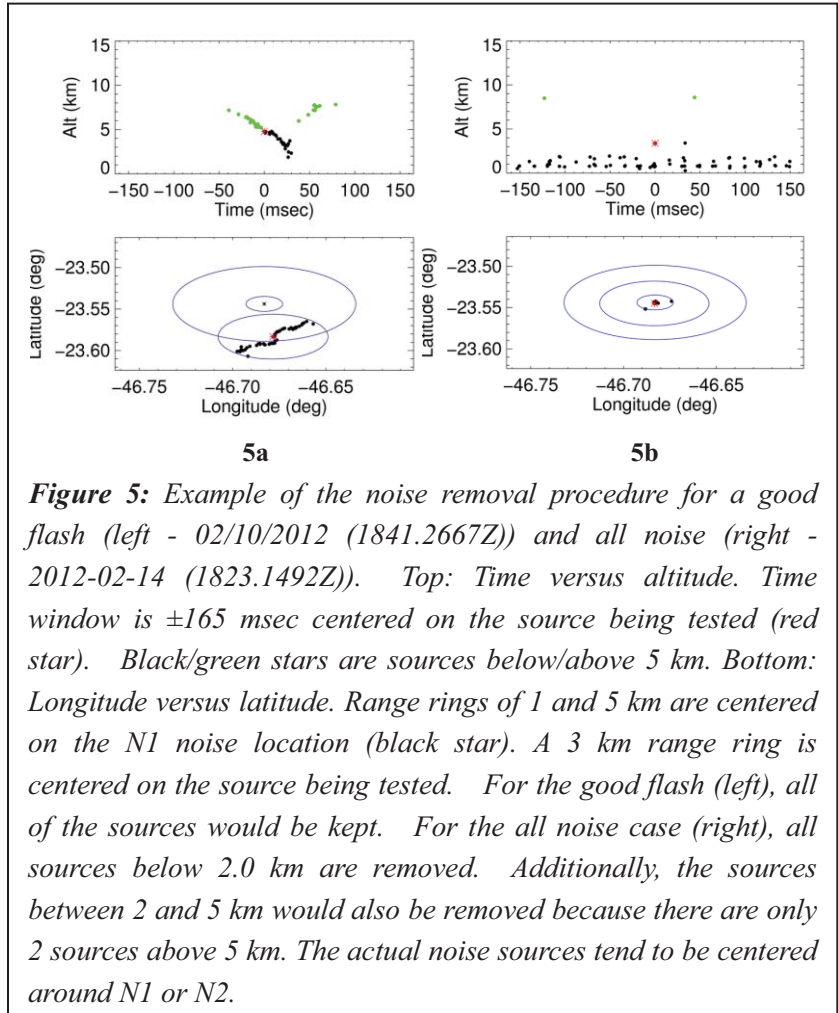 15
10
5
0
Alt (km)
−150 −100 −50 0 50 100 150
Time (msec)
15
10
5
0
Alt (km)
−150 −100 −50 0 50 100 150
Time (msec)
−23.50
−23.55
−23.60
Latitude (deg)
−46.75 −46.70 −46.65
Longitude (deg)
−23.50
−23.55
−23.60
Latitude (deg)
−46.75 −46.70 −46.65
Longitude (deg)
5a 5b
Figure 5: Example of the noise removal procedure for a good
flash (left - 02/10/2012 (1841.2667Z)) and all noise (right -
2012-02-14 (1823.1492Z)). Top: Time versus altitude. Time
window is ±165 msec centered on the source being tested (red
star). Black/green stars are sources below/above 5 km. Bottom:
Longitude versus latitude. Range rings of 1 and 5 km are centered
on the N1 noise location (black star). A 3 km range ring is
centered on the source being tested. For the good flash (left), all
of the sources would be kept. For the all noise case (right), all
sources below 2.0 km are removed. Additionally, the sources
between 2 and 5 km would also be removed because there are only
2 sources above 5 km. The actual noise sources tend to be centered
around N1 or N2.